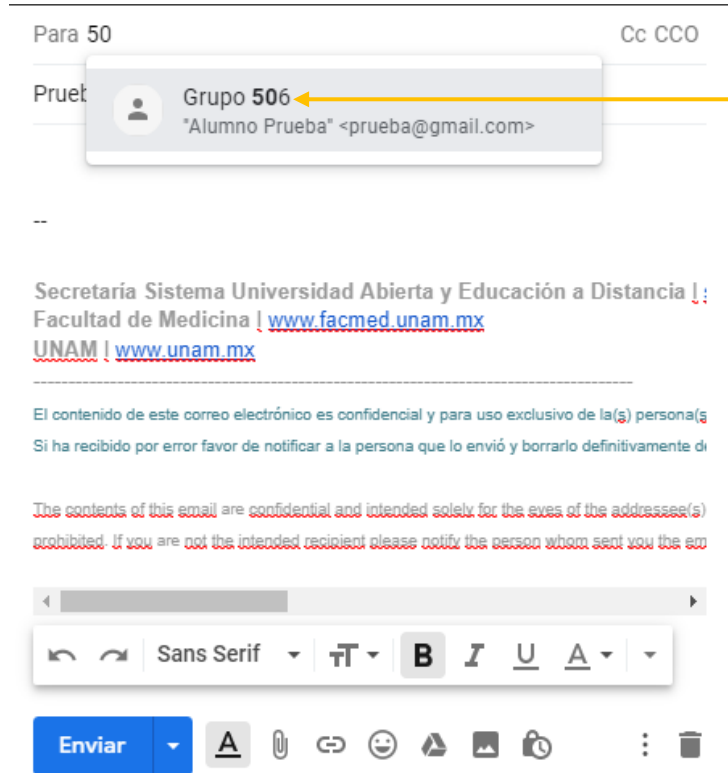 Para 50 Cc CCO
Grupo 506
Prueb
"Alumno Prueba" <prueba@gmail.com>
--
Secretaría Sistema Universidad Abierta y Educación a Distancia |
Facultad de Medicina | www.facmed.unam.mx
UNAM | www.unam.mx
El contenido de este correo electrónico es confidencial y para uso exclusivo de la(s) persona(s
Si ha recibido por error favor de notificar a la persona que lo envió y borrarlo definitivamente de
The contents of this email are confidential and intended solely for the eyes of the addressee(s)
prohibited. If you are not the intended recipient please notify the person whom sent you the em
Sans Serif B I U A
Enviar A